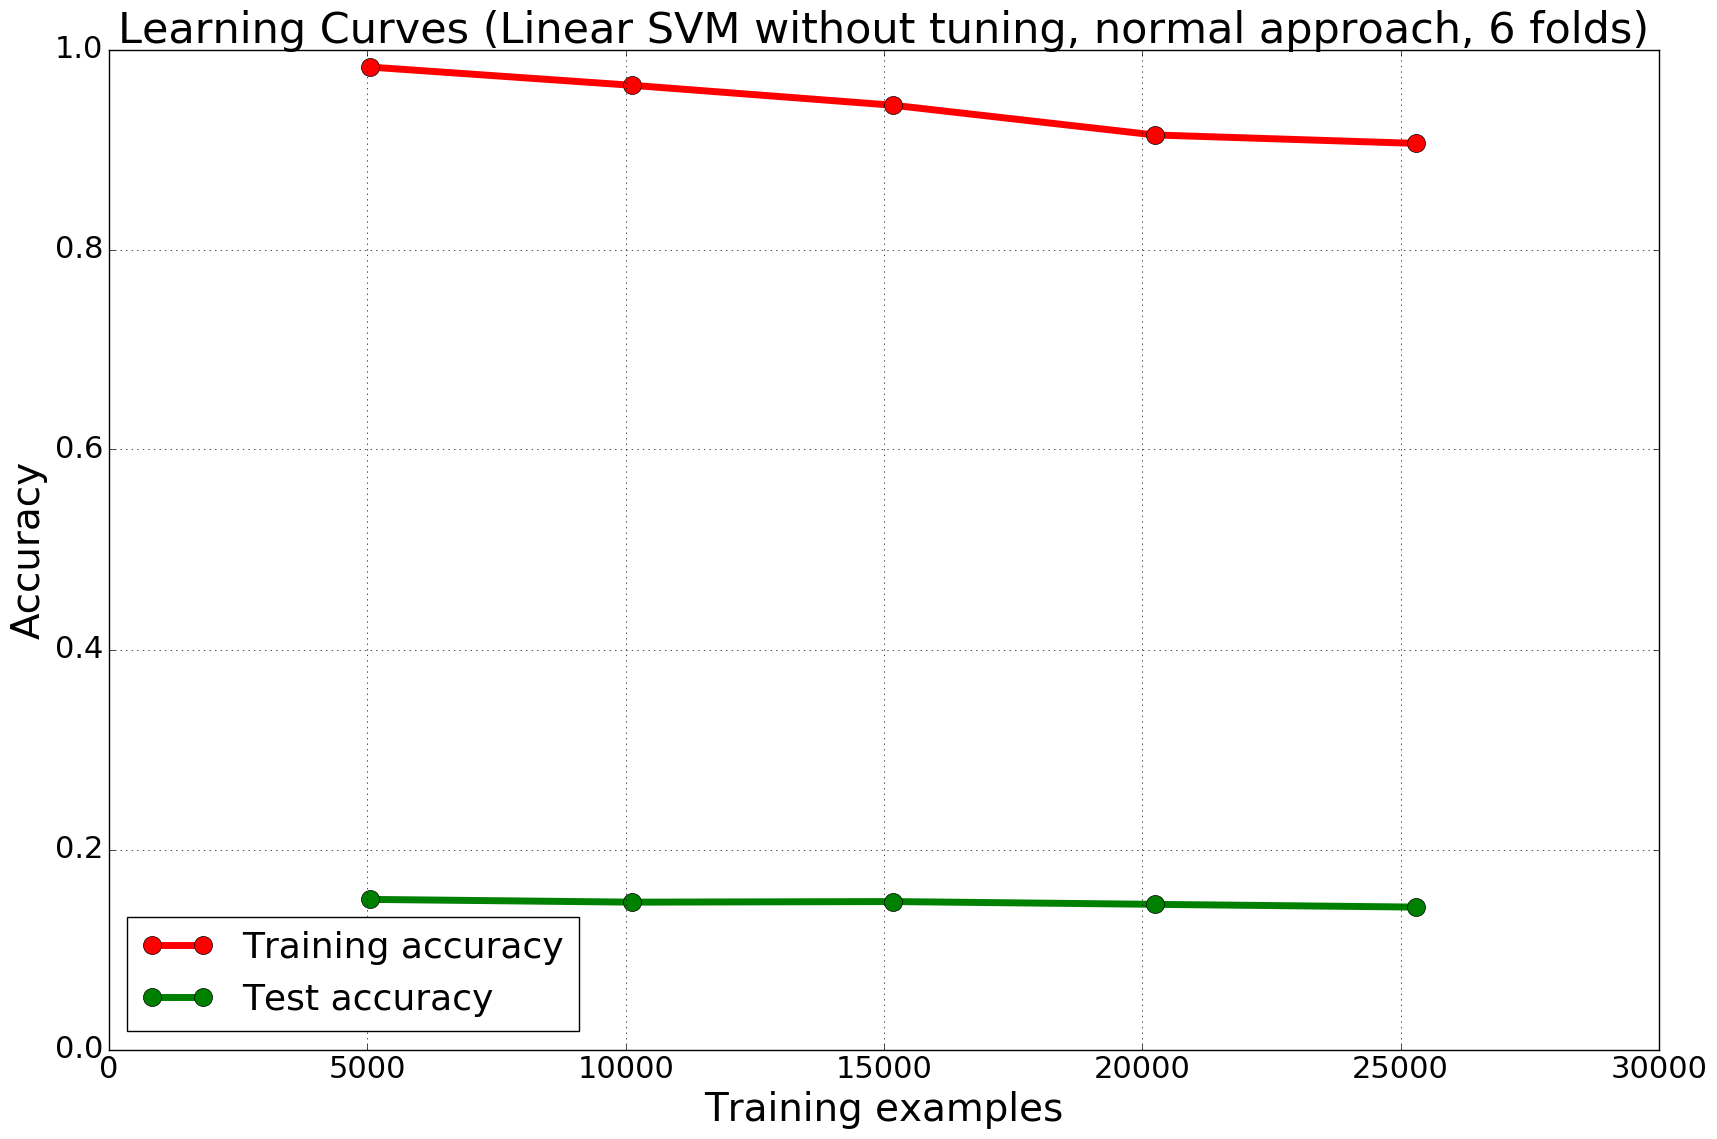 Learning Curves (Linear SVM without tuning, normal approach, 6 folds)
1.0
0.8
0.6
0.4
0.2
0.0
Accuracy
Training accuracy
Test accuracy
0 5000 10000 15000 20000 25000 30000
Training examples